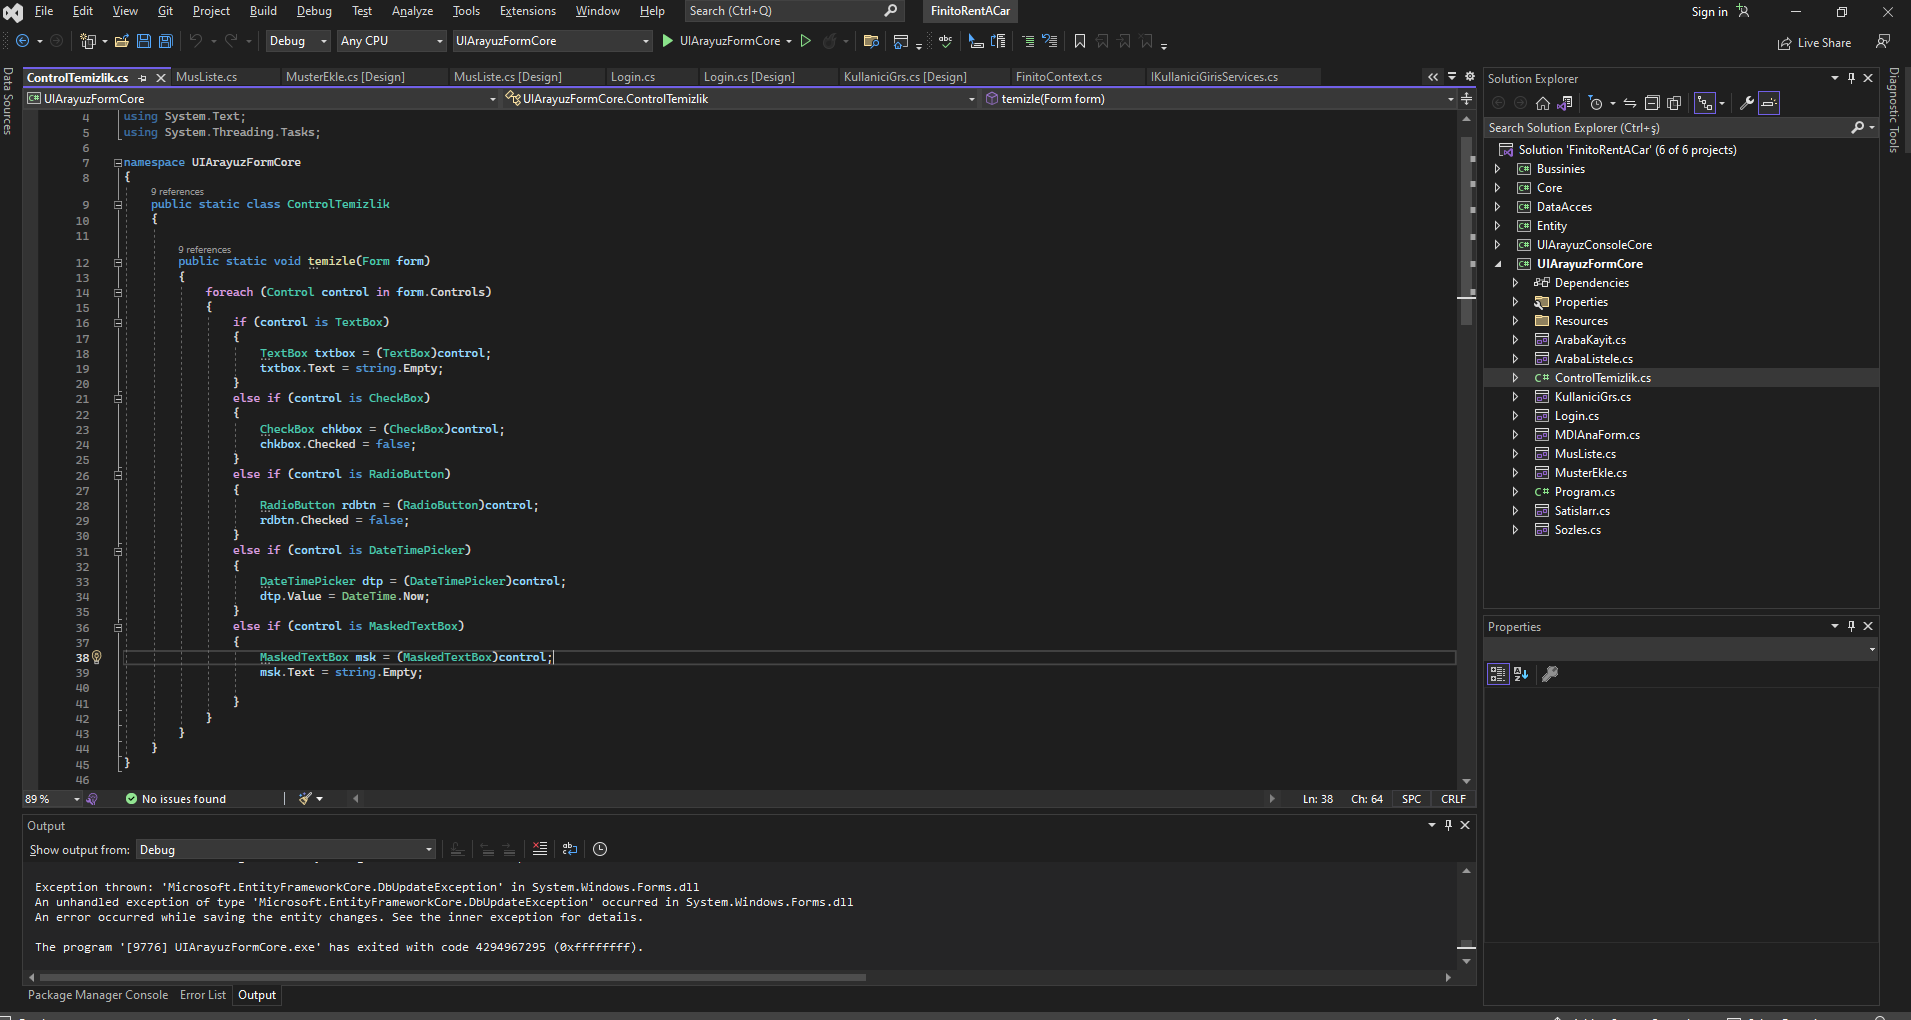 File Edit View Git Project Build Debug Test Analyze Tools Extensions Window Help Search (Ctrl+Q) FinitoRentACar Sign in
Debug Any CPU UIArayuzFormCore UIArayuzFormCore Live Share
Data Sources
ControlTemizlik.cs MusListe.cs MusterEkle.cs [Design] MusListe.cs [Design] Login.cs Login.cs [Design] KullaniciGrs.cs [Design] FinitoContext.cs IKullaniciGirisServices.cs
UIArayuzFormCore UIArayuzFormCore.ControlTemizlik temizle(Form form)
4 using System.Text;
5 using System.Threading.Tasks;
6
7 namespace UIArayuzFormCore
8 {
9 references
9 public static class ControlTemizlik
10 {
11
9 references
12 public static void temizle(Form form)
13 {
14 foreach (Control control in form.Controls)
15 {
16 if (control is TextBox)
17 {
18 TextBox txtbox = (TextBox)control;
19 txtbox.Text = string.Empty;
20 }
21 else if (control is CheckBox)
22 {
23 CheckBox chkbox = (CheckBox)control;
24 chkbox.Checked = false;
25 }
26 else if (control is RadioButton)
27 {
28 RadioButton rdbtn = (RadioButton)control;
29 rdbtn.Checked = false;
30 }
31 else if (control is DateTimePicker)
32 {
33 DateTimePicker dtp = (DateTimePicker)control;
34 dtp.Value = DateTime.Now;
35 }
36 else if (control is MaskedTextBox)
37 {
38 MaskedTextBox msk = (MaskedTextBox)control;
39 msk.Text = string.Empty;
40
41 }
42 }
43 }
44 }
45 }
46
89 % No issues found Ln: 38 Ch: 64 SPC CRLF
Output
Show output from: Debug
Exception thrown: 'Microsoft.EntityFrameworkCore.DbUpdateException' in System.Windows.Forms.dll
An unhandled exception of type 'Microsoft.EntityFrameworkCore.DbUpdateException' occurred in System.Windows.Forms.dll
An error occurred while saving the entity changes. See the inner exception for details.
The program '[9776] UIArayuzFormCore.exe' has exited with code 4294967295 (0xffffffff).
Package Manager Console Error List Output
Solution Explorer
Search Solution Explorer (Ctrl+ş)
Solution 'FinitoRentACar' (6 of 6 projects)
Bussinies
Core
DataAcces
Entity
UIArayuzConsoleCore
UIArayuzFormCore
Dependencies
Properties
Resources
ArabaKayit.cs
ArabaListele.cs
C# ControlTemizlik.cs
KullaniciGrs.cs
Login.cs
MDIAnaForm.cs
MusListe.cs
MusterEkle.cs
C# Program.cs
Satislarr.cs
Sozles.cs
Properties
Diagnostic Tools